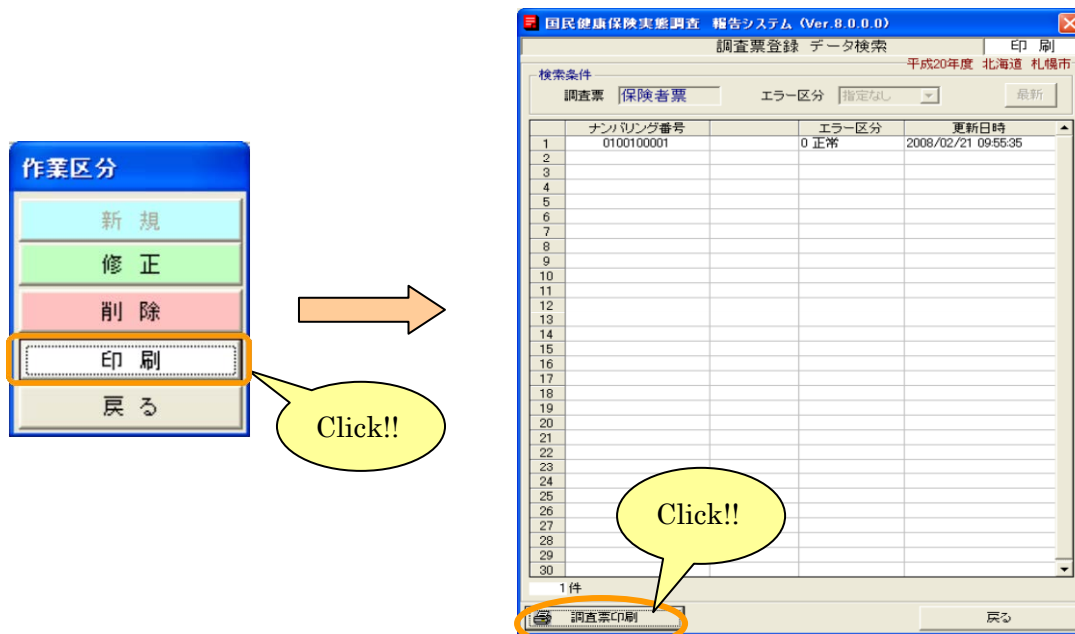 作業区分
新 規
修 正
削 除
印 刷
戻 る
Click!!
国民健康保険実態調査 報告システム (Ver.8.0.0.0)
調査票登録 データ検索 印 刷
平成20年度 北海道 札幌市
検索条件
調査票 保険者票 エラー区分 指定なし 最新
ナンバリング番号 エラー区分 更新日時
1 0100100001 0 正常 2008/02/21 09:55:35
2
3
4
5
6
7
8
9
10
11
12
13
14
15
16
17
18
19
20
21
22
23
24
25
26
27
28
29
30
Click!!
1件
調査票印刷 戻る